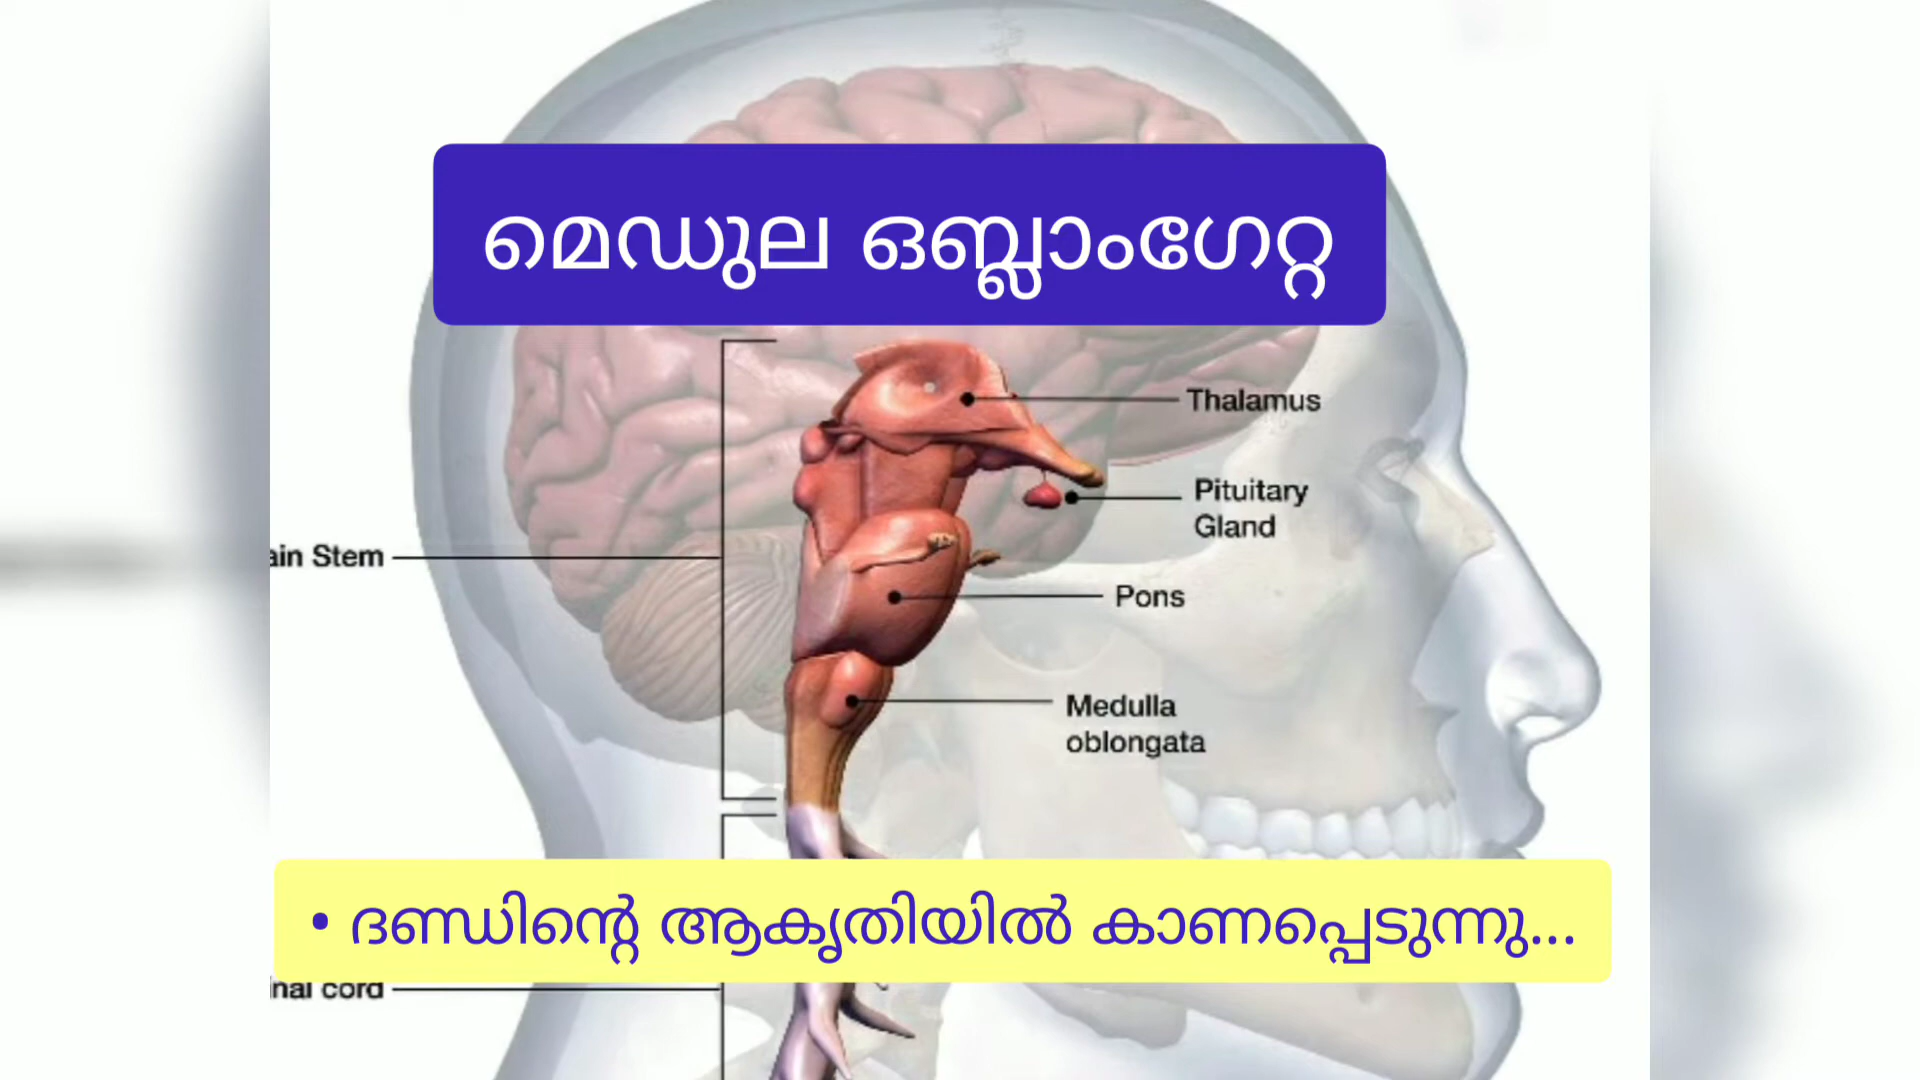 മെഡുല ഒബ്ലാംഗേറ്റ
Thalamus
Pituitary
Gland
ain Stem
Pons
Medulla
oblongata
• ദണ്ഡിന്റെ ആകൃതിയിൽ കാണപ്പെടുന്നു...
nal cord